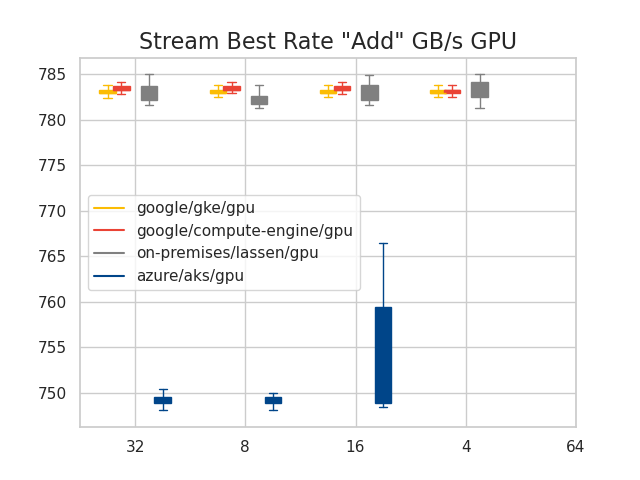 Stream Best Rate "Add" GB/s GPU
785
780
775
770
765
760
755
750
google/gke/gpu
google/compute-engine/gpu
on-premises/lassen/gpu
azure/aks/gpu
32 8 16 4 64